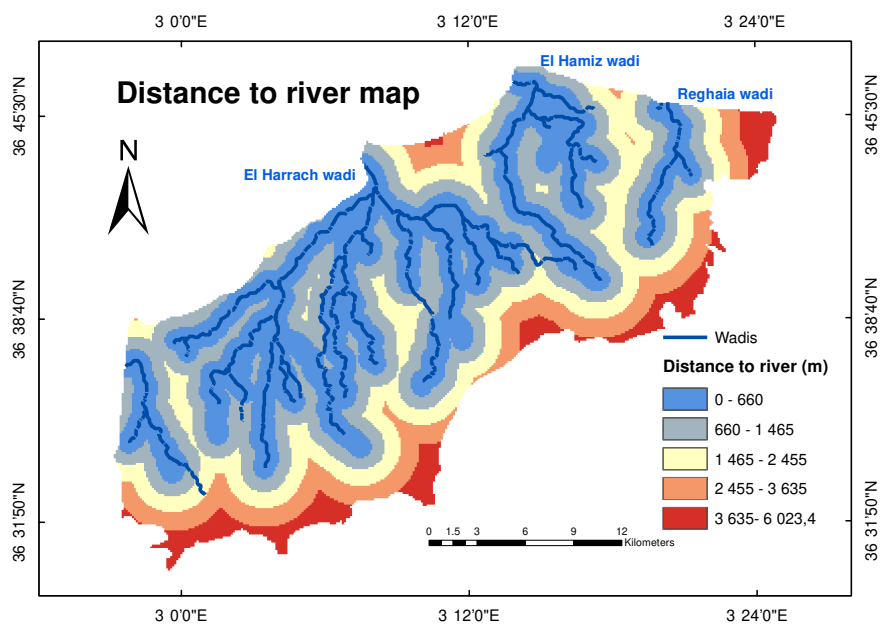 3 0'0"E 3 12'0"E 3 24'0"E
El Hamiz wadi
Distance to river map
Reghaia wadi
36 45'30"N 36 45'30"N
N
El Harrach wadi
36 38'40"N 36 38'40"N
Wadis
Distance to river (m)
0 - 660
660 - 1 465
1 465 - 2 455
2 455 - 3 635
3 635- 6 023,4
36 31'50"N 36 31'50"N
0 1.5 3 6 9 12
Kilometers
3 0'0"E 3 12'0"E 3 24'0"E